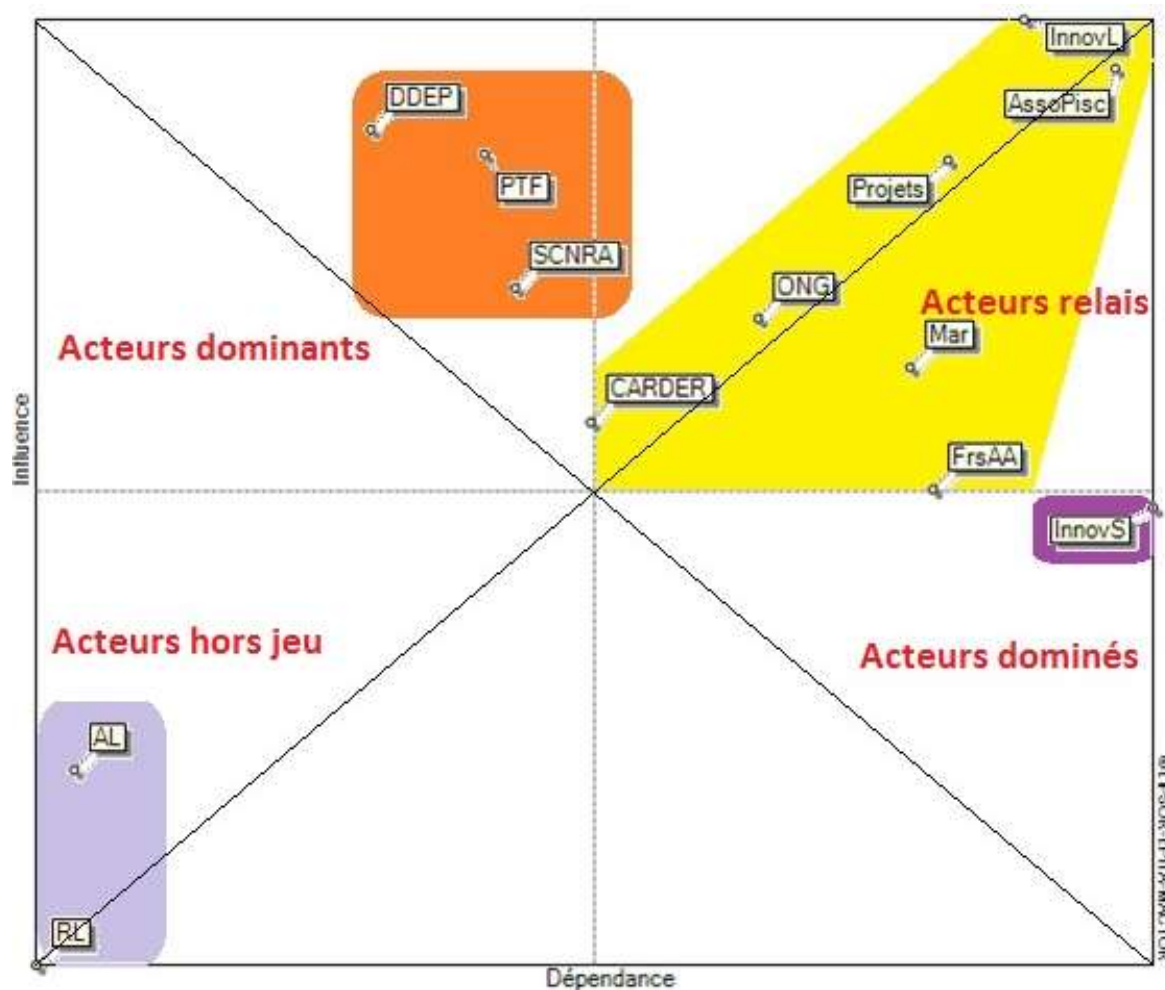 InnovL
DDEP
AssoPisc
PTF
Projets
SCNRA
ONG
Acteurs relais
Acteurs dominants
Mar
CARDER
Influence
FrsAA
InnovS
Acteurs hors jeu
Acteurs dominés
AL
RL
Dépendance